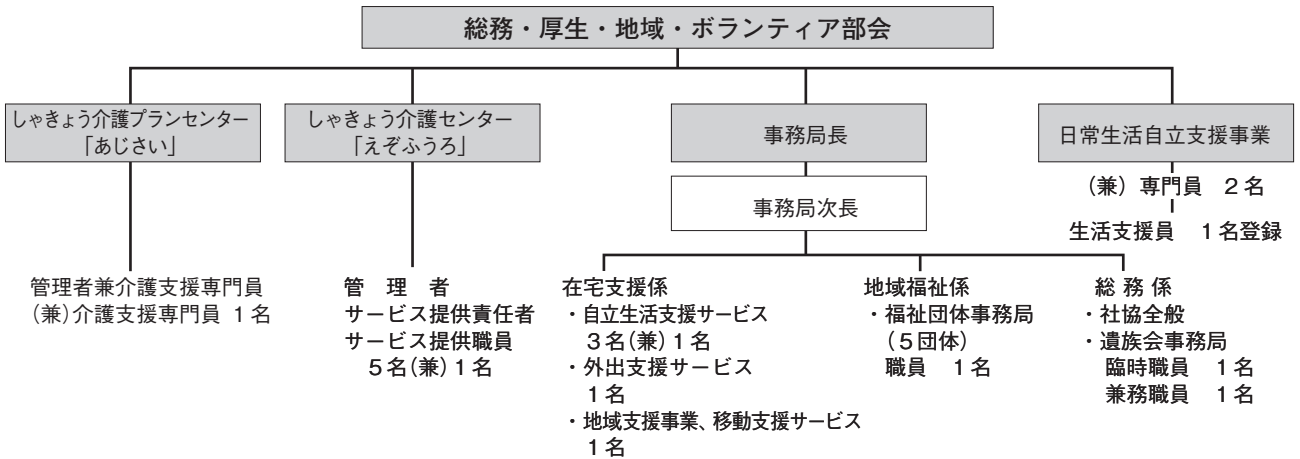 総務・厚生・地域・ボランティア部会
しゃきょう介護プランセンター
「あじさい」
しゃきょう介護センター
「えぞふうろ」
事務局長
日常生活自立支援事業
(兼) 専門員 2名
生活支援員 1名登録
事務局次長
管理者兼介護支援専門員
(兼)介護支援専門員 1名
管 理 者
サービス提供責任者
サービス提供職員
5名(兼)1名
在宅支援係
・自立生活支援サービス
3名(兼)1名
・外出支援サービス
1名
・地域支援事業、移動支援サービス
1名
地域福祉係
・福祉団体事務局
(5団体)
職員 1名
総 務 係
・社協全般
・遺族会事務局
臨時職員 1名
兼務職員 1名